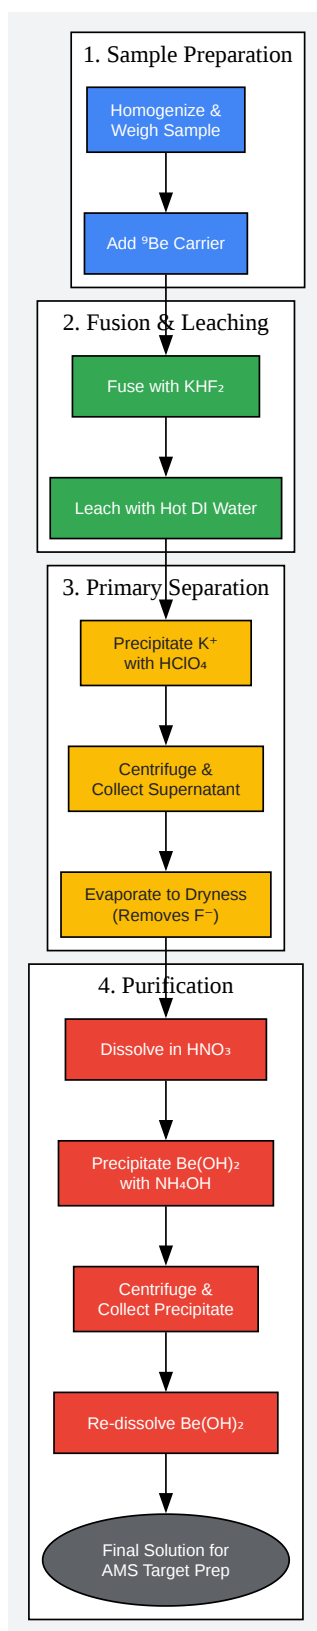 1. Sample Preparation
Homogenize &
Weigh Sample
Add ⁹Be Carrier
2. Fusion & Leaching
Fuse with KHF₂
Leach with Hot DI Water
3. Primary Separation
Precipitate K⁺
with HClO₄
Centrifuge &
Collect Supernatant
Evaporate to Dryness
(Removes F⁻)
4. Purification
Dissolve in HNO₃
Precipitate Be(OH)₂
with NH₄OH
Centrifuge &
Collect Precipitate
Re-dissolve Be(OH)₂
Final Solution for
AMS Target Prep